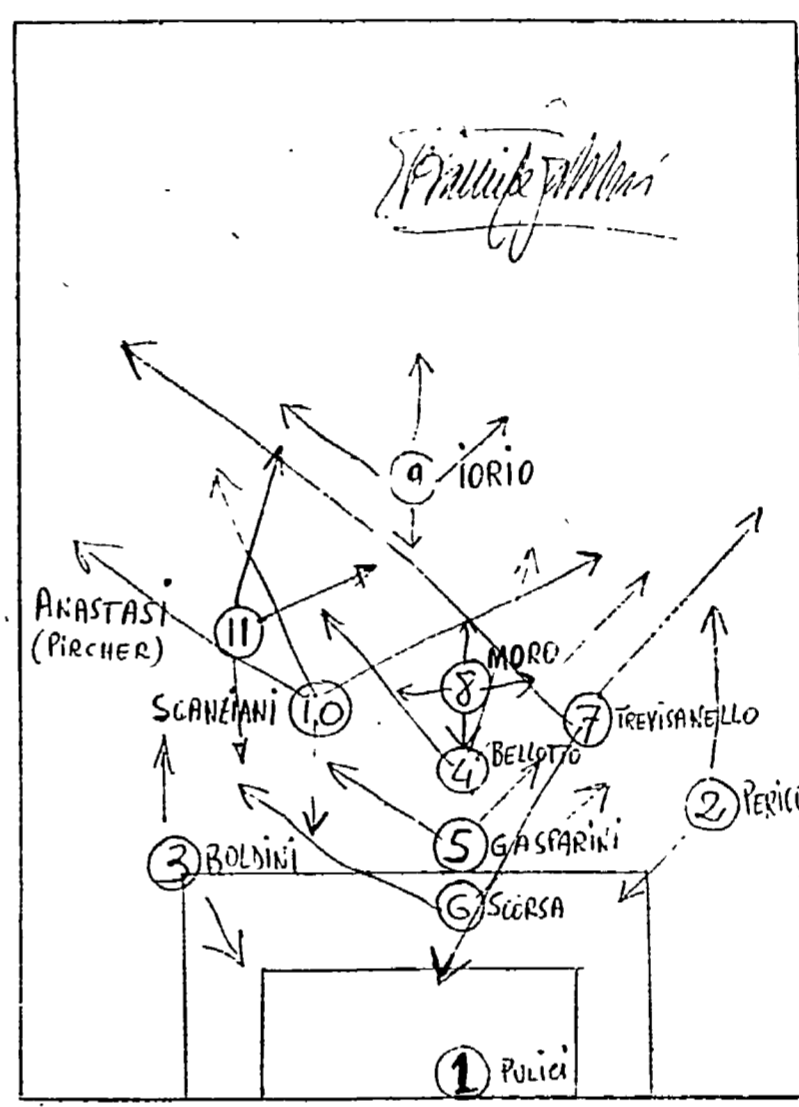 9 IORIO
ANASTASI
(PIRCHER)
11
MORO
8
SCANZIANI 10
7 TREVISANELLO
BELLOTTO
4
2 PERICO
5 GASPARINI
3 BOLDINI
6 SCORSA
1 PULICI